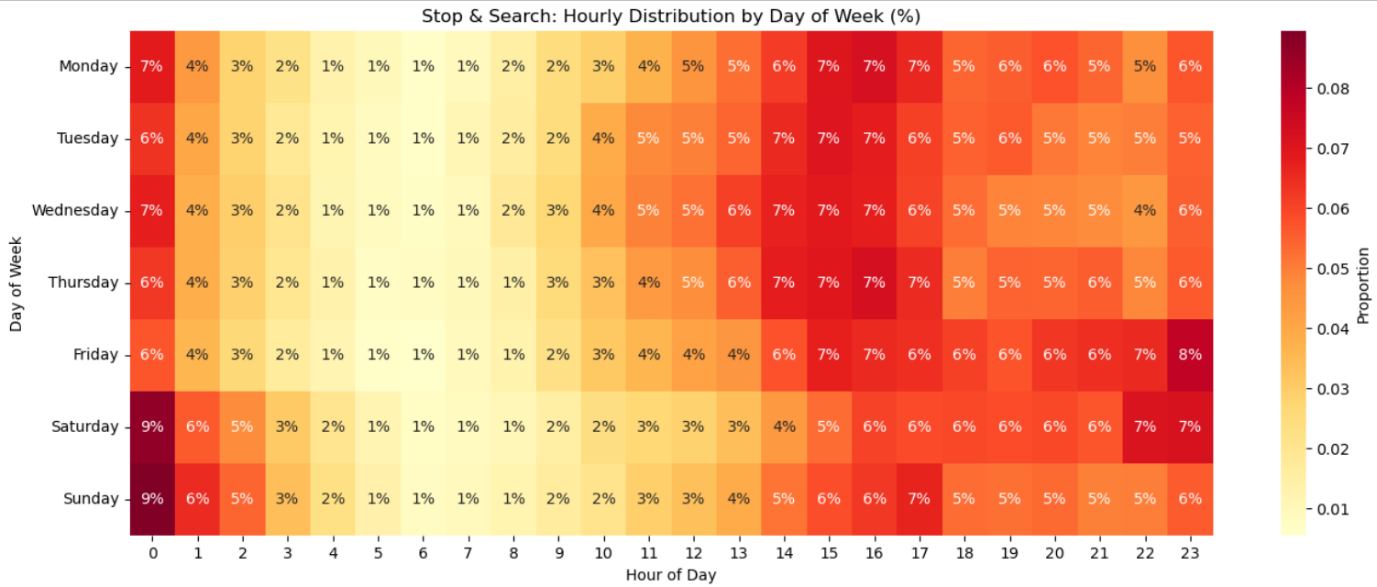 Stop & Search: Hourly Distribution by Day of Week (%)
Monday 7% 4% 3% 2% 1% 1% 1% 1% 2% 2% 3% 4% 5% 5% 6% 7% 7% 7% 5% 6% 6% 5% 5% 6%
Tuesday 6% 4% 3% 2% 1% 1% 1% 1% 2% 2% 4% 5% 5% 5% 7% 7% 7% 6% 5% 6% 5% 5% 5% 5%
Wednesday 7% 4% 3% 2% 1% 1% 1% 1% 2% 3% 4% 5% 5% 6% 7% 7% 7% 6% 5% 5% 5% 5% 4% 6%
Thursday 6% 4% 3% 2% 1% 1% 1% 1% 1% 3% 3% 4% 5% 6% 7% 7% 7% 7% 5% 5% 5% 6% 5% 6%
Friday 6% 4% 3% 2% 1% 1% 1% 1% 1% 2% 3% 4% 4% 4% 6% 7% 7% 6% 6% 6% 6% 6% 7% 8%
Saturday 9% 6% 5% 3% 2% 1% 1% 1% 1% 2% 2% 3% 3% 3% 4% 5% 6% 6% 6% 6% 6% 6% 7% 7%
Sunday 9% 6% 5% 3% 2% 1% 1% 1% 1% 2% 2% 3% 3% 4% 5% 6% 6% 7% 5% 5% 5% 5% 5% 6%
0 1 2 3 4 5 6 7 8 9 10 11 12 13 14 15 16 17 18 19 20 21 22 23
Hour of Day
Day of Week
0.08
0.07
0.06
0.05
0.04
0.03
0.02
0.01
Proportion